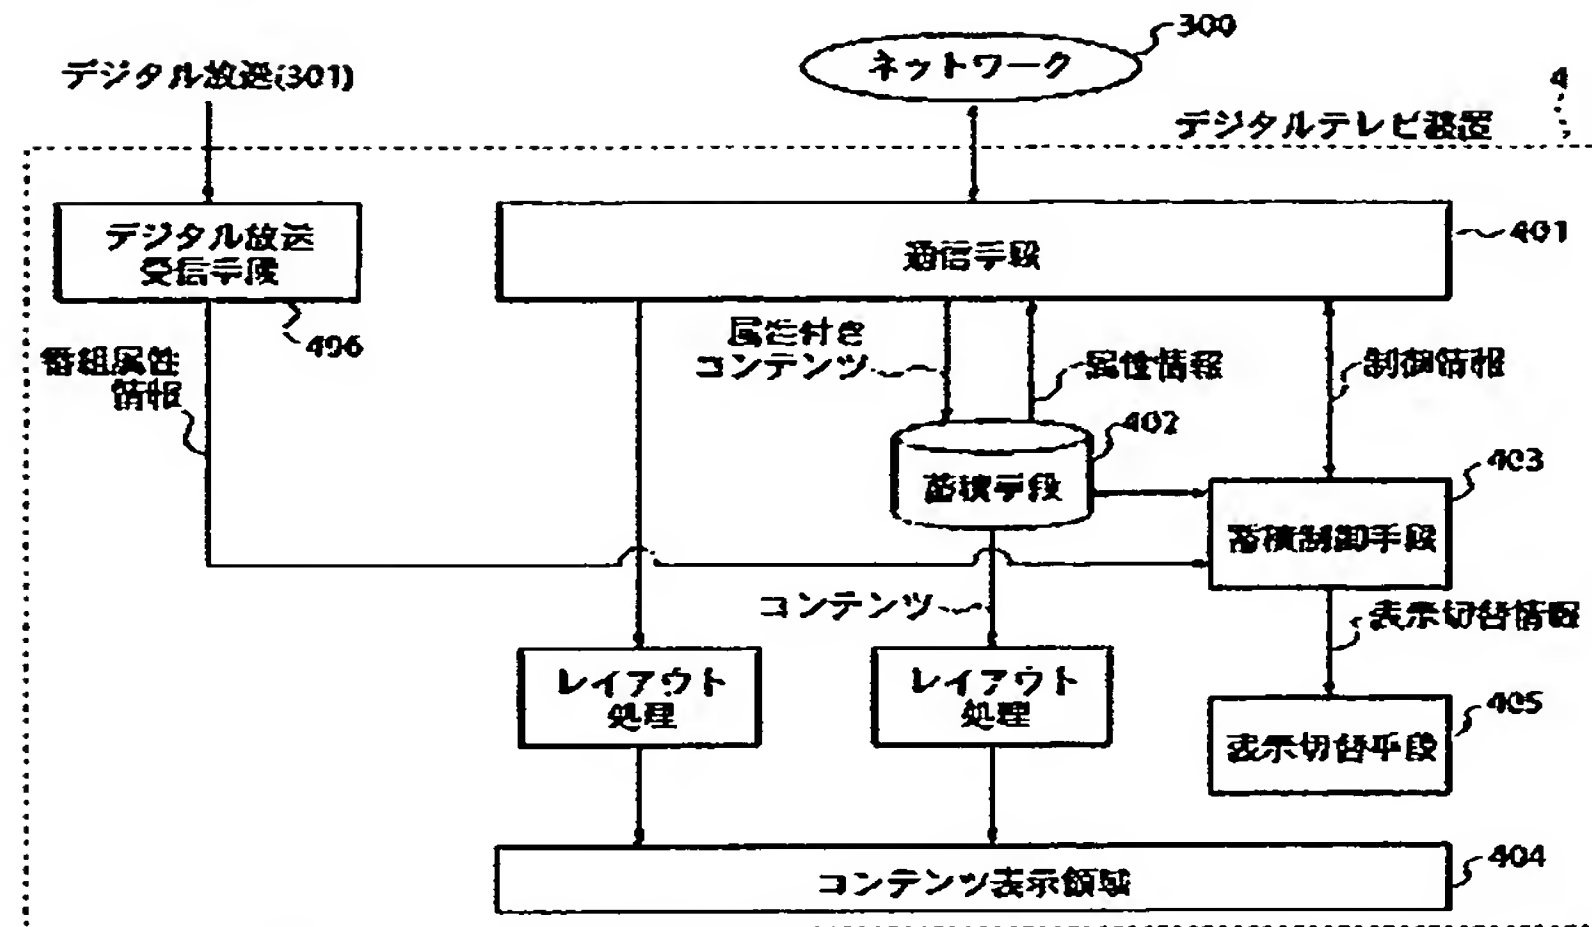 300
ネットワーク
デジタル放送(301)
4
デジタルテレビ装置
デジタル放送
受信手段
通信手段
401
406
属性付き
コンテンツ
属性情報
制御情報
番組属性
情報
402
403
蓄積手段
蓄積制御手段
コンテンツ
表示切替情報
レイアウト
処理
レイアウト
処理
405
表示切替手段
404
コンテンツ表示領域